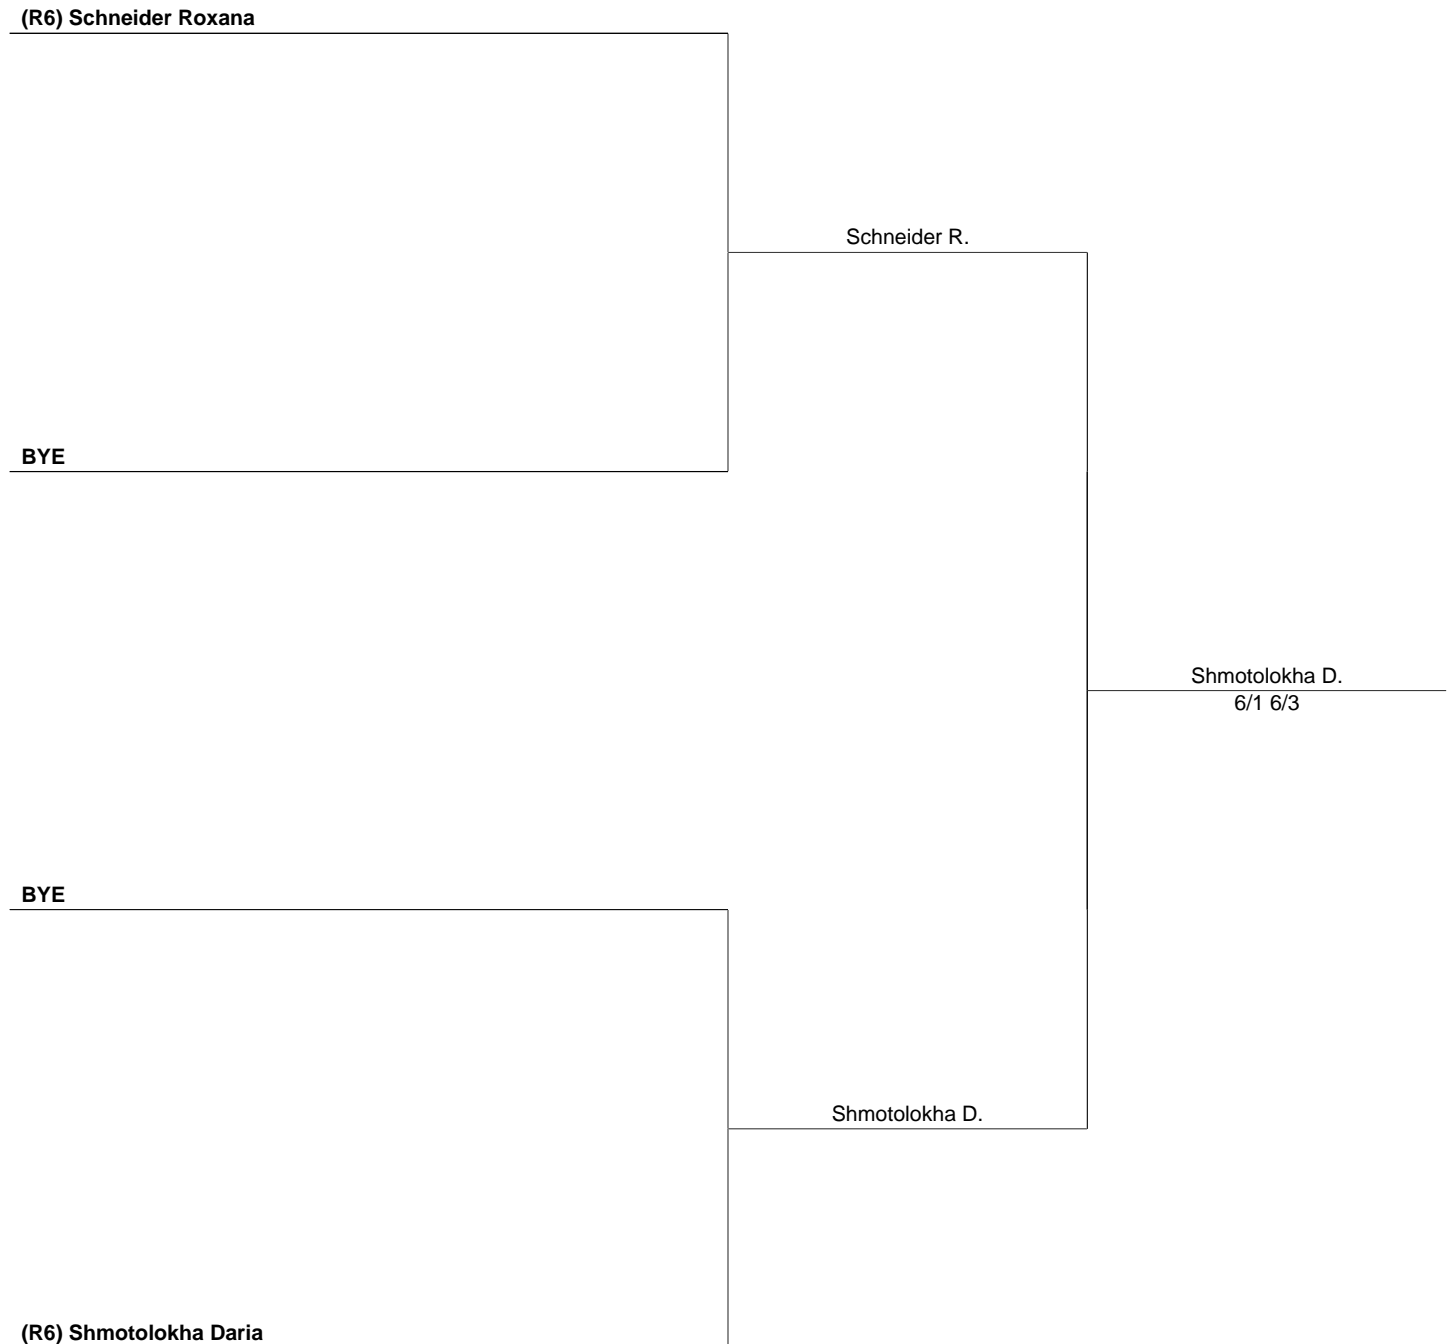 (R6) Schneider Roxana
Schneider R.
BYE
Shmotolokha D.
6/1 6/3
BYE
Shmotolokha D.
(R6) Shmotolokha Daria